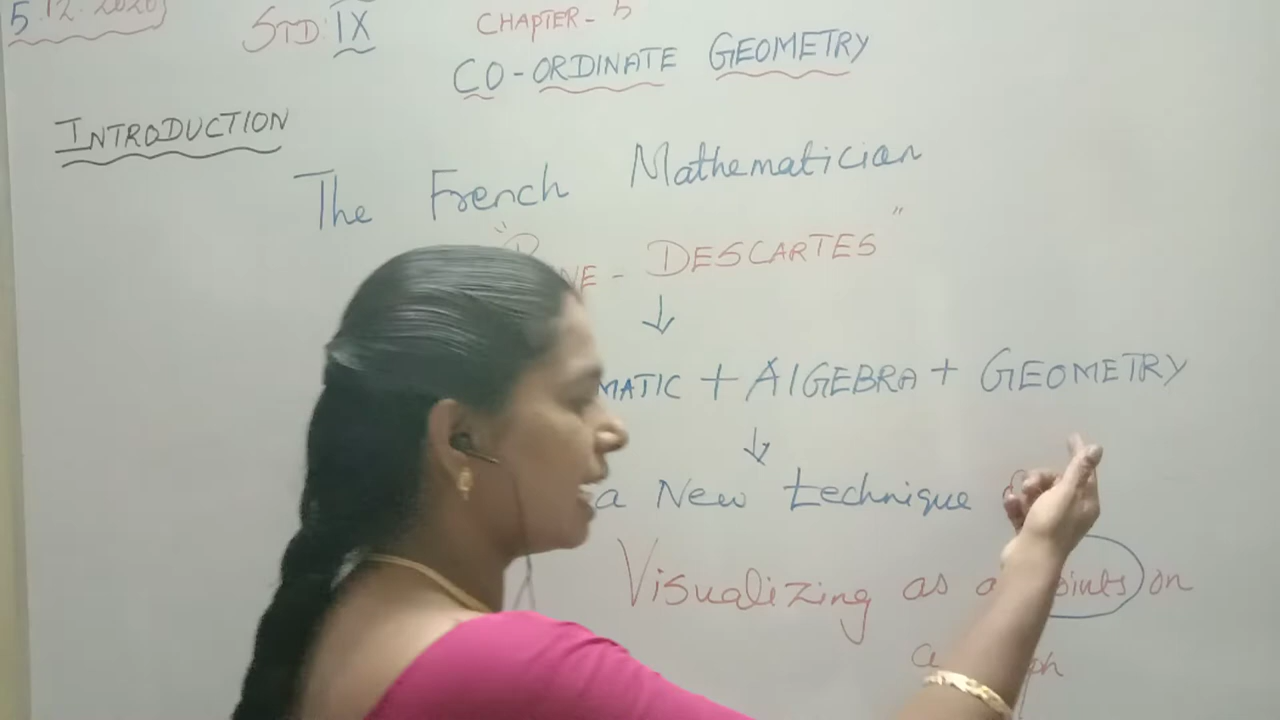 5.12.2020
STD IX
CHAPTER - 5
CO-ORDINATE GEOMETRY
INTRODUCTION
The French Mathematician
DESCARTES"
+ AlGEBRA + GEOMETRY
a New technique
Visualizing as a points on
a